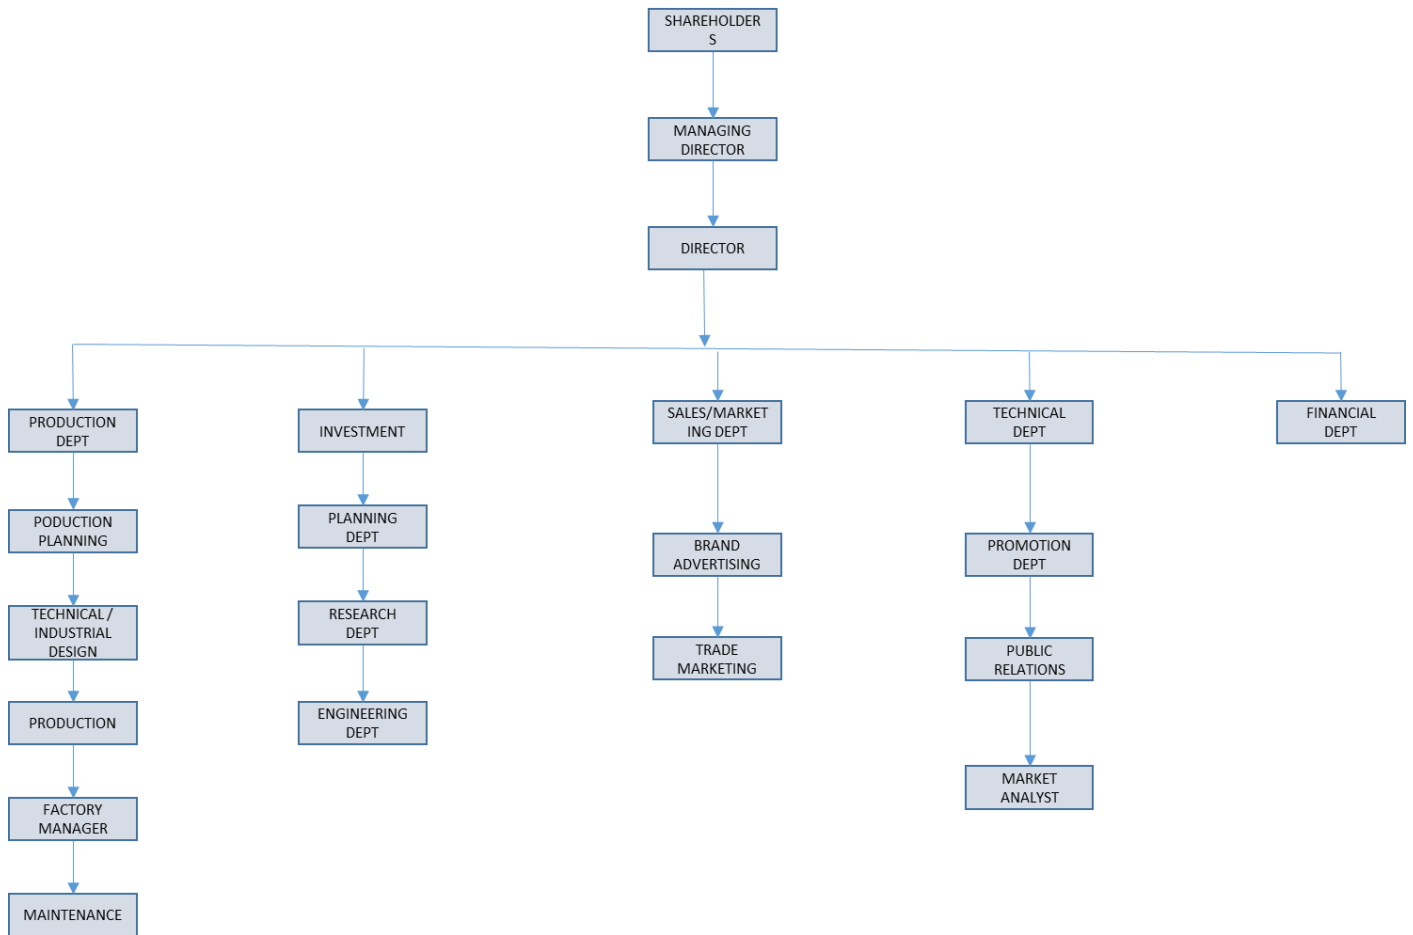 SHAREHOLDER
S
MANAGING
DIRECTOR
DIRECTOR
PRODUCTION
DEPT
INVESTMENT
SALES/MARKET
ING DEPT
TECHNICAL
DEPT
FINANCIAL
DEPT
PODUCTION
PLANNING
PLANNING
DEPT
BRAND
ADVERTISING
PROMOTION
DEPT
TECHNICAL /
INDUSTRIAL
DESIGN
RESEARCH
DEPT
TRADE
MARKETING
PUBLIC
RELATIONS
PRODUCTION
ENGINEERING
DEPT
MARKET
ANALYST
FACTORY
MANAGER
MAINTENANCE